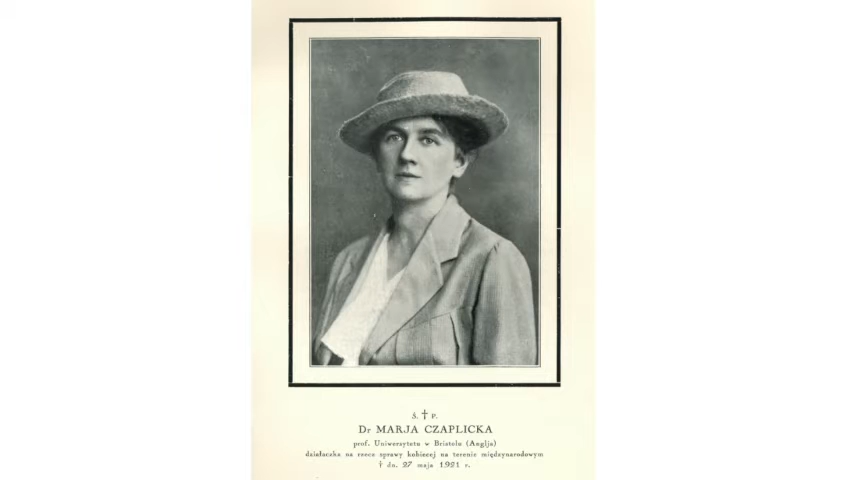 Ś. † P.
Dr MARJA CZAPLICKA
prof. Uniwersytetu w Bristolu (Anglja)
działaczka na rzecz sprawy kobiecej na terenie międzynarodowym
† dn. 27 maja 1921 r.